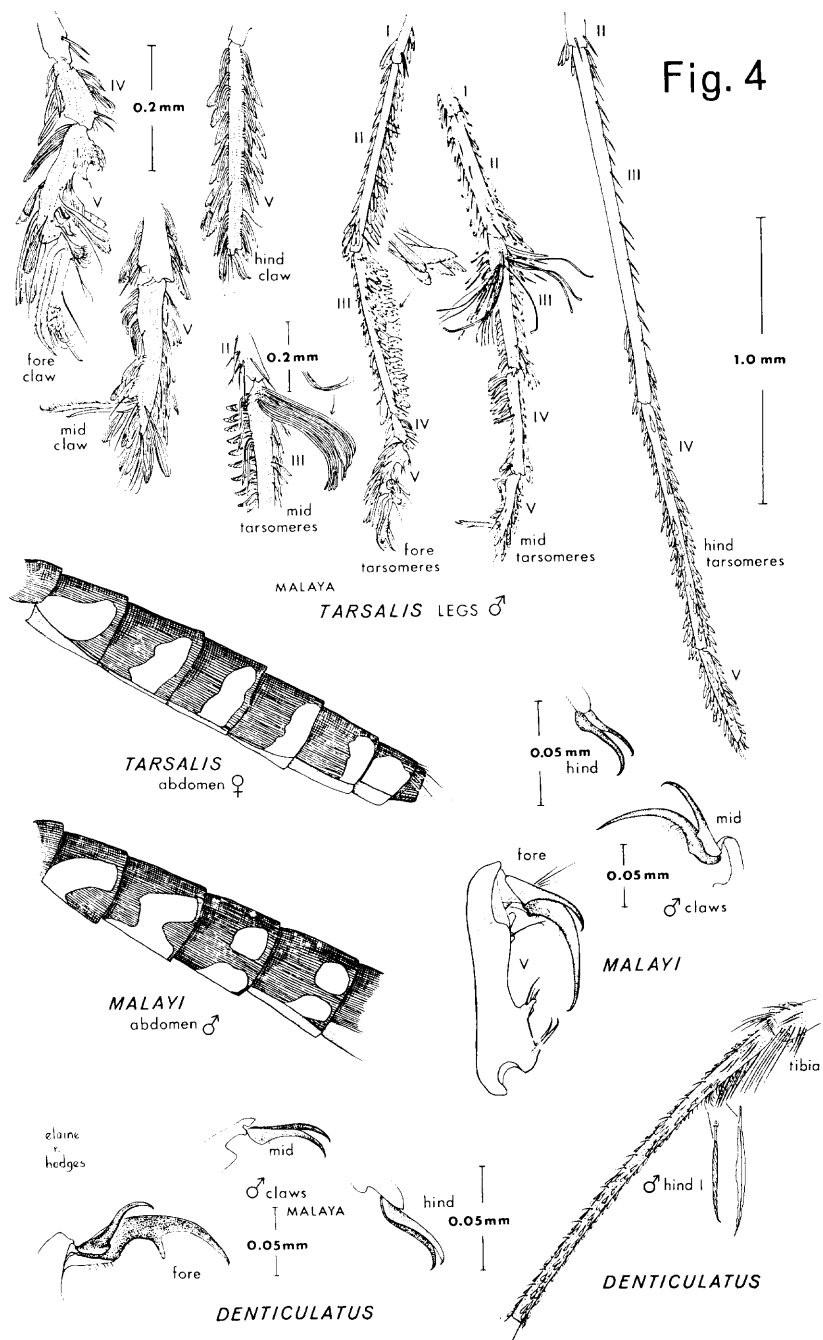 Fig. 4
IV
0.2 mm
V
fore
claw
V
hind
claw
V
mid
claw
II
0.2 mm
III
mid
tarsomeres
I
II
III
IV
V
fore
tarsomeres
I
II
III
IV
V
mid
tarsomeres
II
III
1.0 mm
IV
hind
tarsomeres
V
MALAYA
TARSALIS LEGS ♂
TARSALIS
abdomen ♀
0.05 mm
hind
mid
0.05 mm
♂ claws
fore
V
MALAYI
MALAYI
abdomen ♂
elaine
r.
hodges
mid
♂ claws
MALAYA
0.05mm
fore
hind
0.05 mm
DENTICULATUS
tibia
♂ hind I
DENTICULATUS